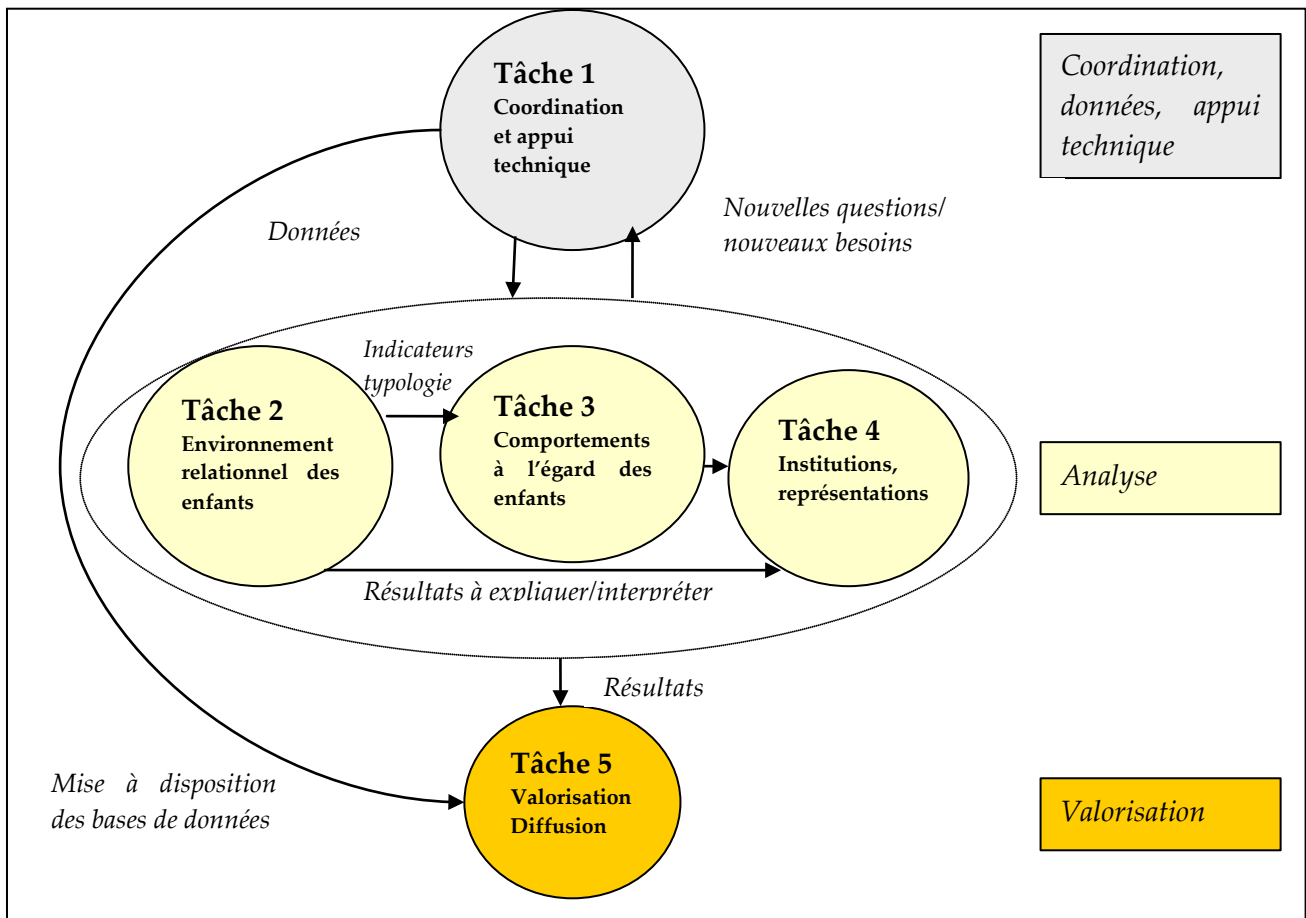 Tâche 1
Coordination
et appui
technique
Coordination,
données, appui
technique
Données
Nouvelles questions/
nouveaux besoins
Indicateurs
typologie
Tâche 2
Environnement
relationnel des
enfants
Tâche 3
Comportements
à l'égard des
enfants
Tâche 4
Institutions,
représentations
Analyse
Résultats à expliquer/interpréter
Résultats
Tâche 5
Valorisation
Diffusion
Mise à disposition
des bases de données
Valorisation